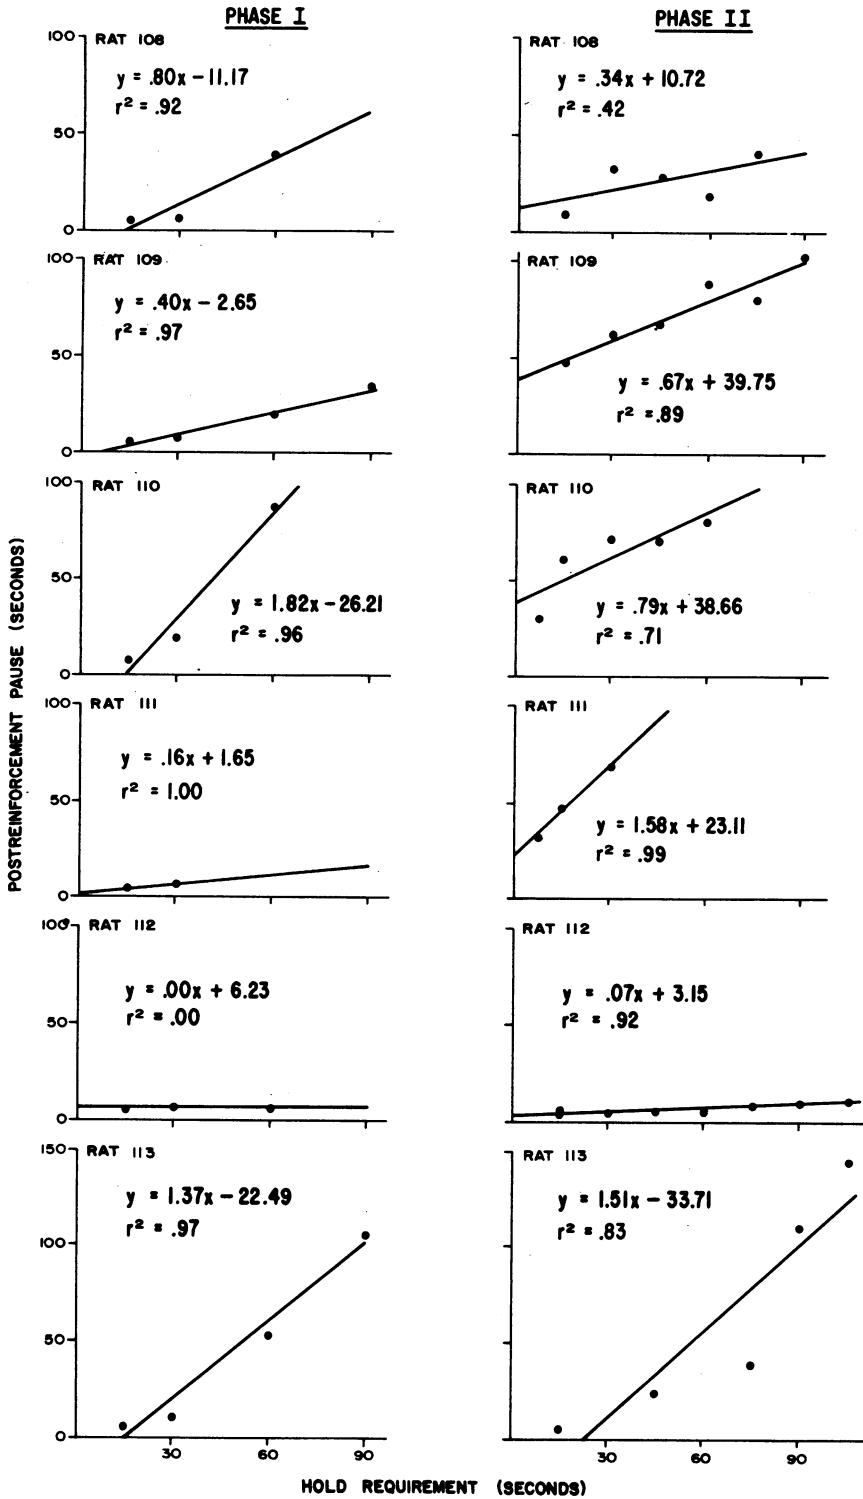 PHASE I
PHASE II
100
RAT 108
y = .80x - 11.17
r² = .92
50
0
RAT 108
y = .34x + 10.72
r² = .42
100
RAT 109
y = .40x - 2.65
r² = .97
50
0
RAT 109
y = .67x + 39.75
r² = .89
100
RAT 110
50
y = 1.82x - 26.21
r² = .96
0
RAT 110
y = .79x + 38.66
r² = .71
100
RAT 111
y = .16x + 1.65
r² = 1.00
50
0
RAT 111
y = 1.58x + 23.11
r² = .99
100
RAT 112
y = .00x + 6.23
r² = .00
50
0
RAT 112
y = .07x + 3.15
r² = .92
150
RAT 113
y = 1.37x - 22.49
r² = .97
100
50
0
30 60 90
RAT 113
y = 1.51x - 33.71
r² = .83
30 60 90
POSTREINFORCEMENT PAUSE (SECONDS)
HOLD REQUIREMENT (SECONDS)